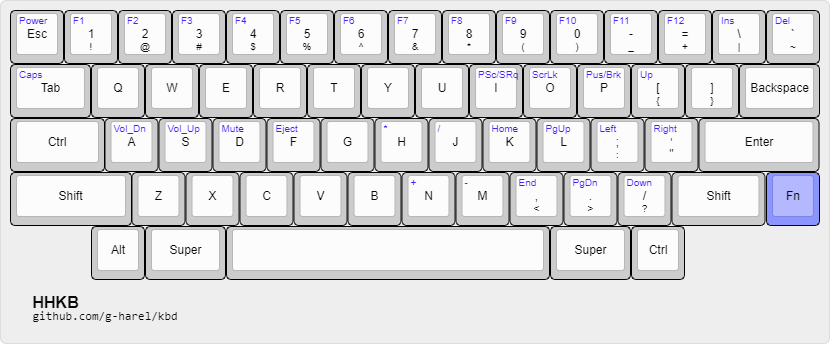 Power F1 F2 F3 F4 F5 F6 F7 F8 F9 F10 F11 F12 Ins Del
Esc 1 2 3 4 5 6 7 8 9 0 - = \ `
! @ # $ % ^ & * ( ) _ + | ~
Caps PSc/SRq ScrLk Pus/Brk Up
Tab Q W E R T Y U I O P [ ] Backspace
{ }
Vol_Dn Vol_Up Mute Eject * / Home PgUp Left Right
Ctrl A S D F G H J K L ; ' Enter
: "
+ - End PgDn Down
Shift Z X C V B N M , . / Shift Fn
< > ?
Alt Super Super Ctrl
HHKB
github.com/g-harel/kbd